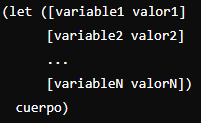 (let ([variable1 valor1]
      [variable2 valor2]
      ...
      [variableN valorN])
  cuerpo)